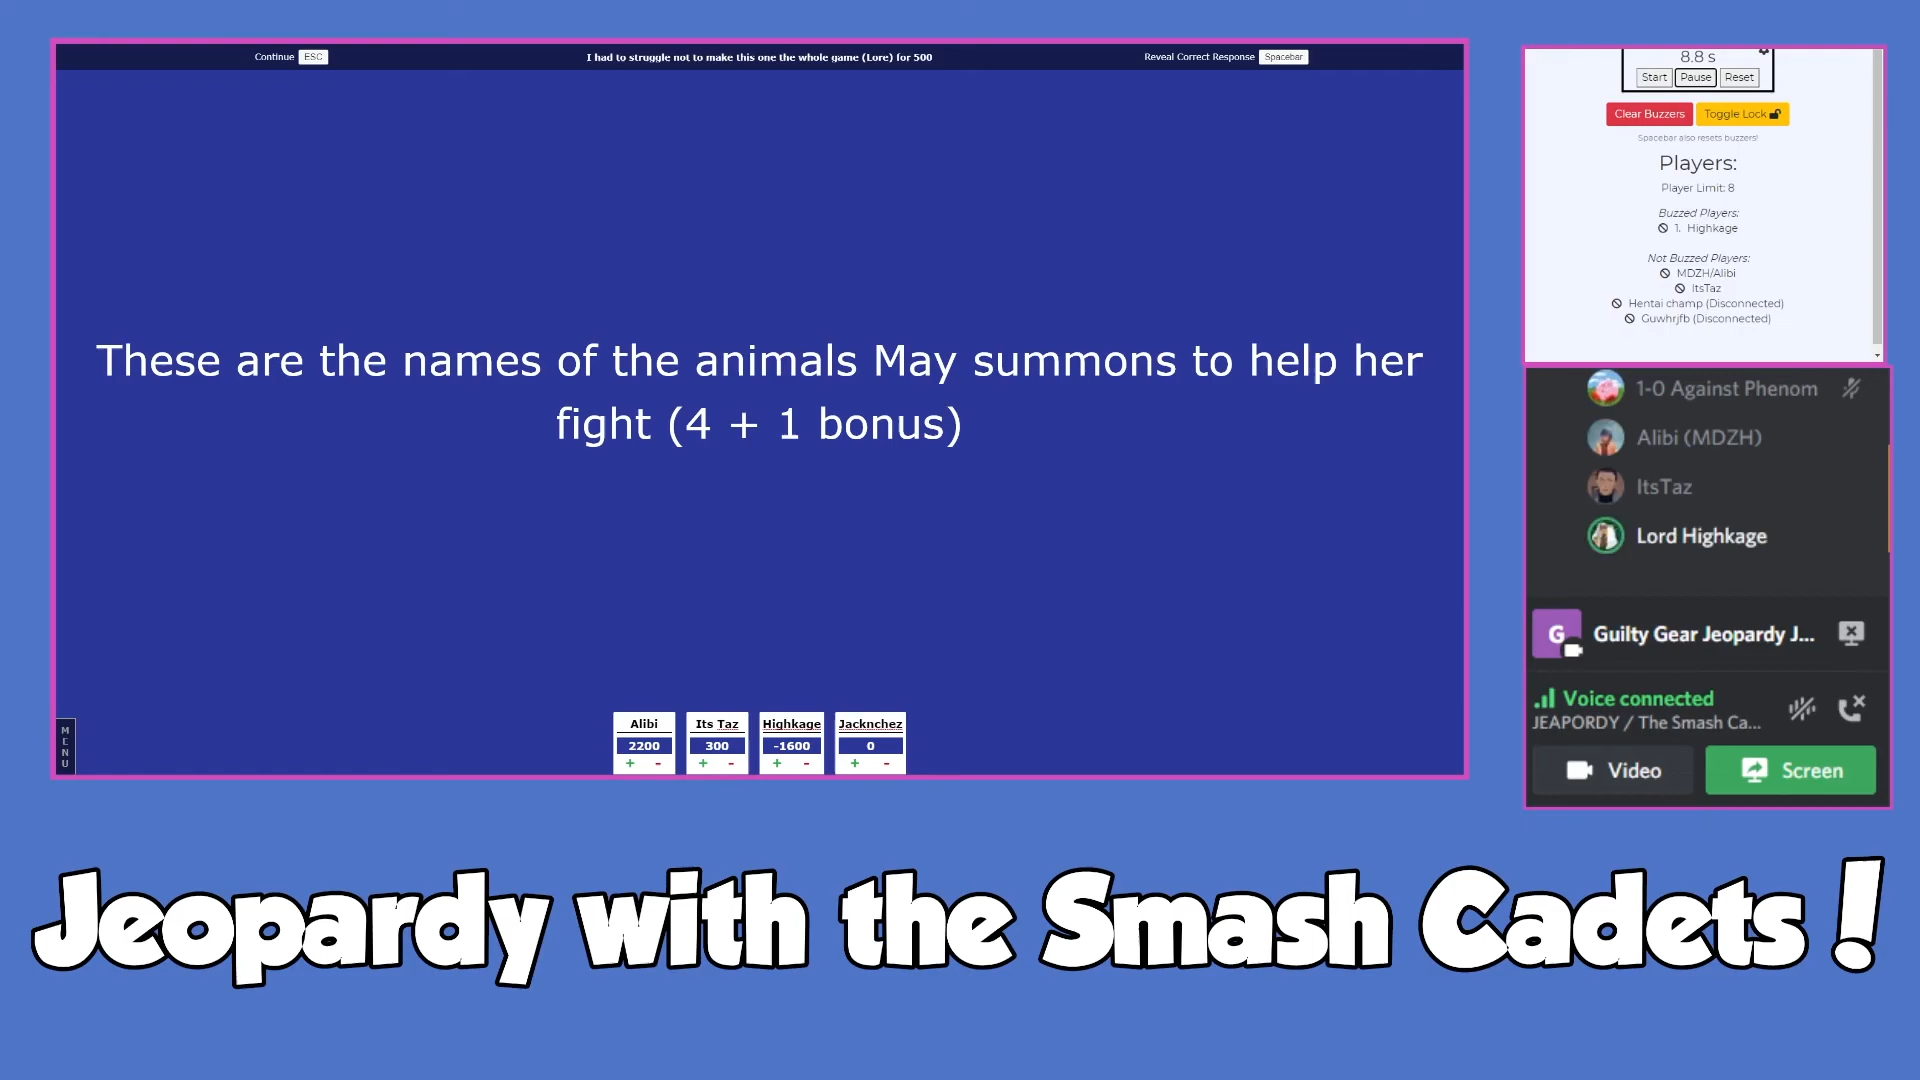 Continue ESC
I had to struggle not to make this one the whole game (Lore) for 500
Reveal Correct Response Spacebar
These are the names of the animals May summons to help her
fight (4 + 1 bonus)
MENU
Alibi
2200
+ -
Its Taz
300
+ -
Highkage
-1600
+ -
Jacknchez
0
+ -
8.8 s
Start Pause Reset
Clear Buzzers Toggle Lock
Spacebar also resets buzzers!
Players:
Player Limit: 8
Buzzed Players:
1. Highkage
Not Buzzed Players:
MDZH/Alibi
ItsTaz
Hentai champ (Disconnected)
Guwhrjfb (Disconnected)
1-0 Against Phenom
Alibi (MDZH)
ItsTaz
Lord Highkage
G
Guilty Gear Jeopardy J...
Voice connected
JEAPORDY / The Smash Ca...
Video Screen
Jeopardy with the Smash Cadets !